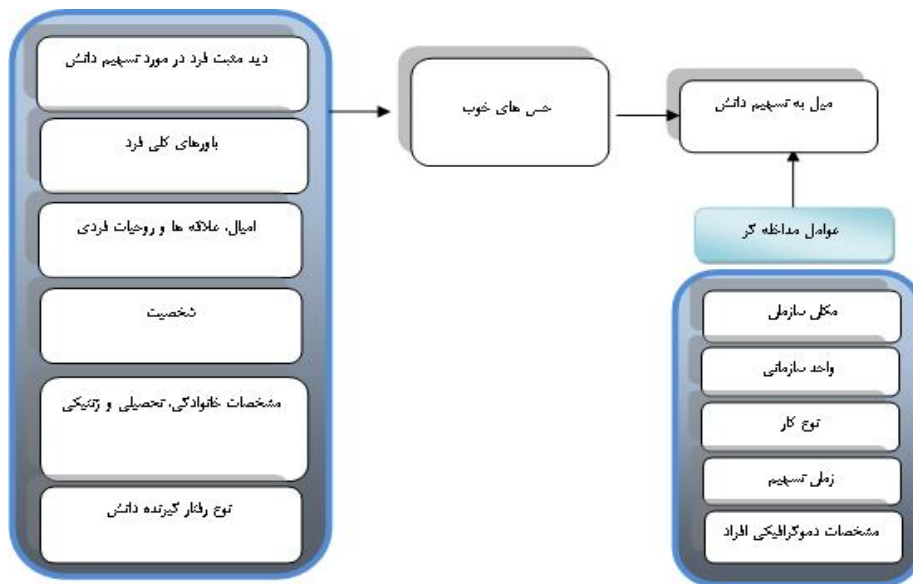 دید مثبت فرد در مورد تسهیم دانش
باورهای کلی فرد
امیال، علاقه ها و روحیات فردی
شخصیت
مشخصات خانوادگی، تحصیلی و ژنتیکی
نوع رفتار گیرنده دانش
حس های خوب
میل به تسهیم دانش
عوامل مداخله گر
مکان سازمانی
واحد سازمانی
نوع کار
زمان تسهیم
مشخصات دموگرافیکی افراد